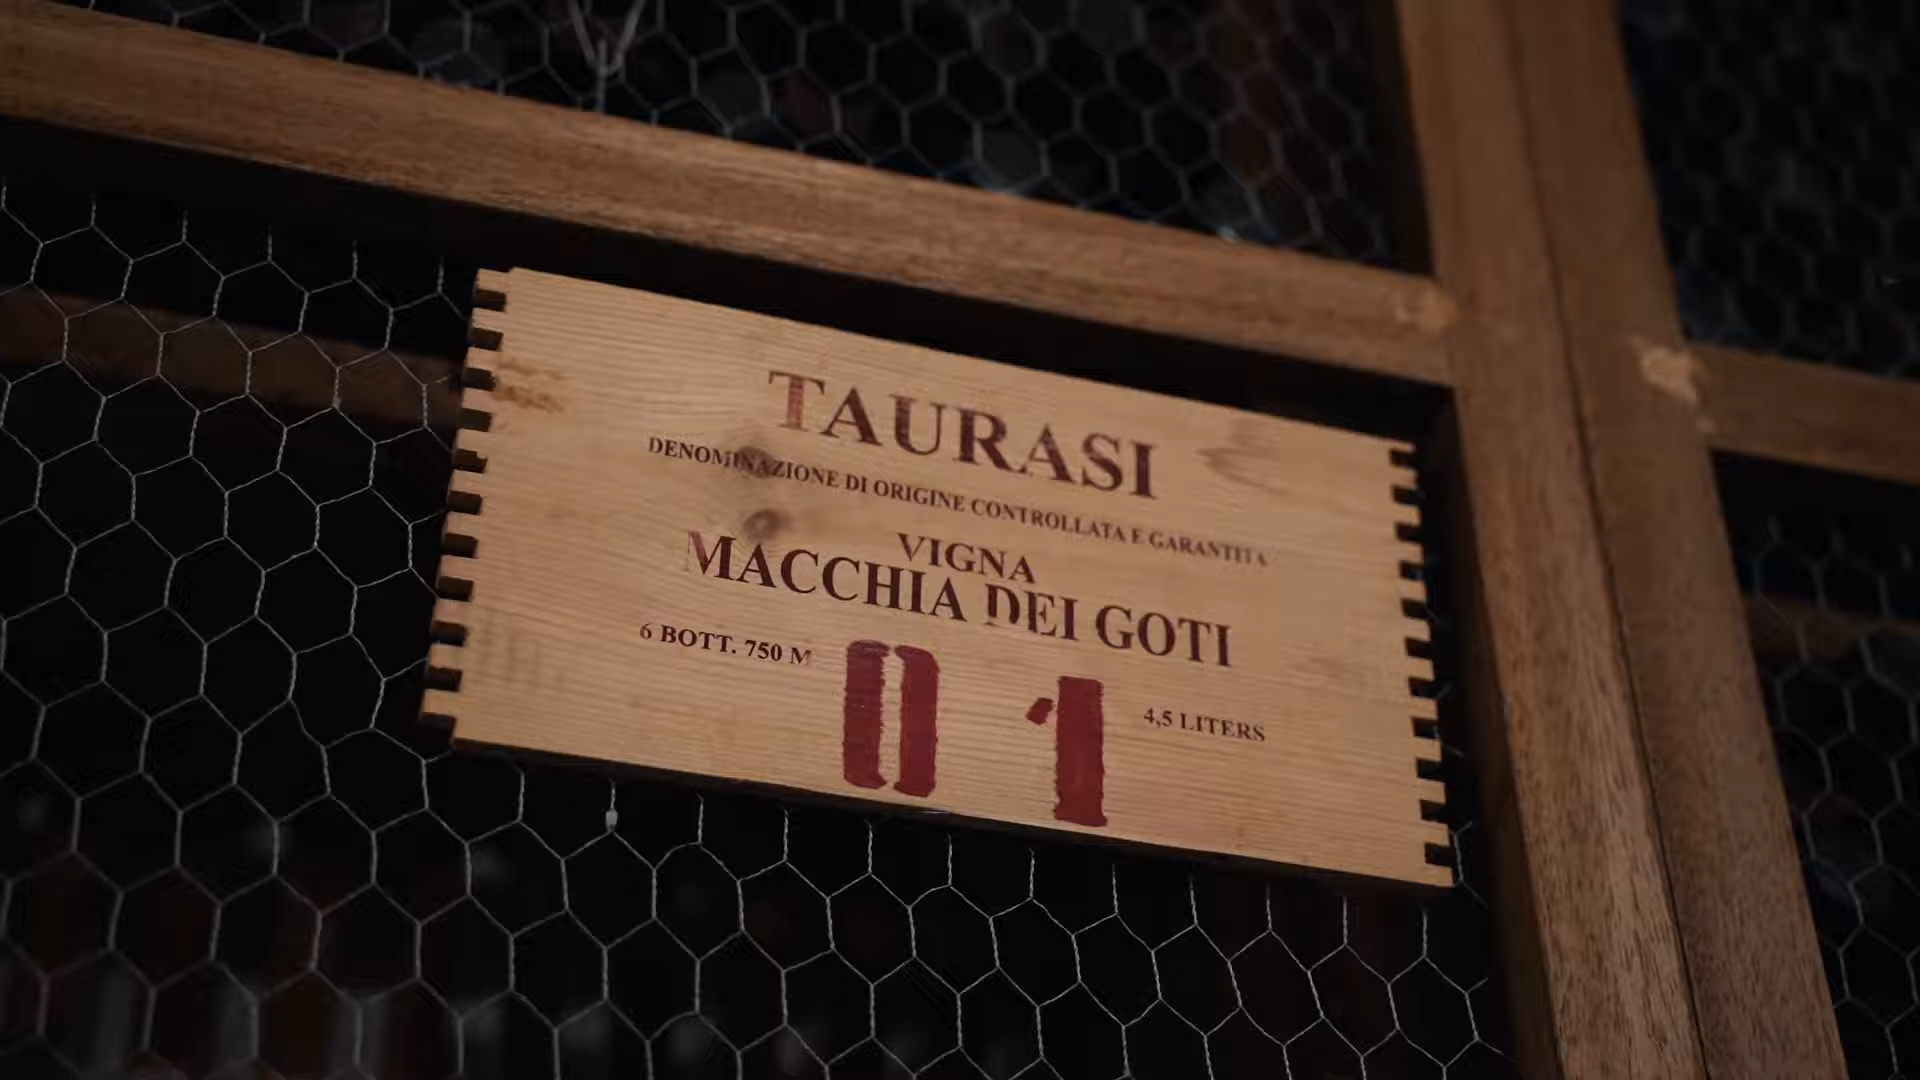 TAURASI
DENOMINAZIONE DI ORIGINE CONTROLLATA E GARANTITA
VIGNA
MACCHIA DEI GOTI
6 BOTT. 750 M
01
4,5 LITERS